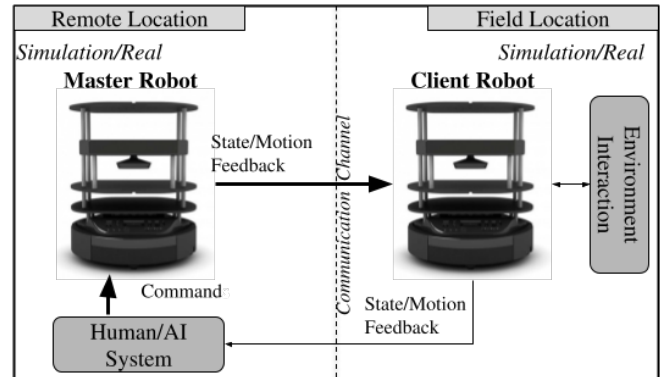 Remote Location
Field Location
Simulation/Real
Simulation/Real
Master Robot
Client Robot
State/Motion
Feedback
Communication Channel
Environment
Interaction
Commands
State/Motion
Feedback
Human/AI
System